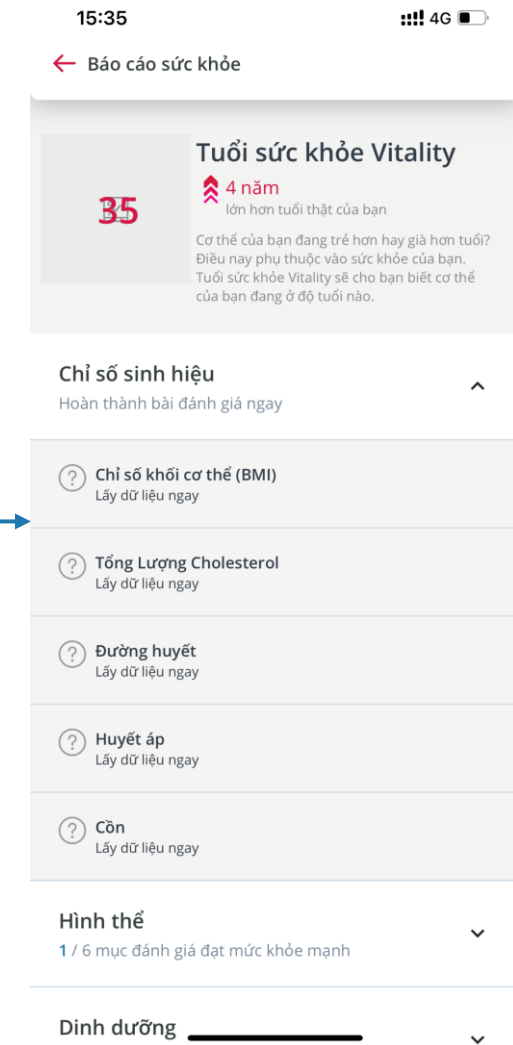 15:35
4G
Báo cáo sức khỏe
35
Tuổi sức khỏe Vitality
4 năm
lớn hơn tuổi thật của bạn
Cơ thể của bạn đang trẻ hơn hay già hơn tuổi?
Điều nay phụ thuộc vào sức khỏe của bạn.
Tuổi sức khỏe Vitality sẽ cho bạn biết cơ thể
của bạn đang ở độ tuổi nào.
Chỉ số sinh hiệu
Hoàn thành bài đánh giá ngay
Chỉ số khối cơ thể (BMI)
Lấy dữ liệu ngay
Tổng Lượng Cholesterol
Lấy dữ liệu ngay
Đường huyết
Lấy dữ liệu ngay
Huyết áp
Lấy dữ liệu ngay
Cồn
Lấy dữ liệu ngay
Hình thể
1 / 6 mục đánh giá đạt mức khỏe mạnh
Dinh dưỡng